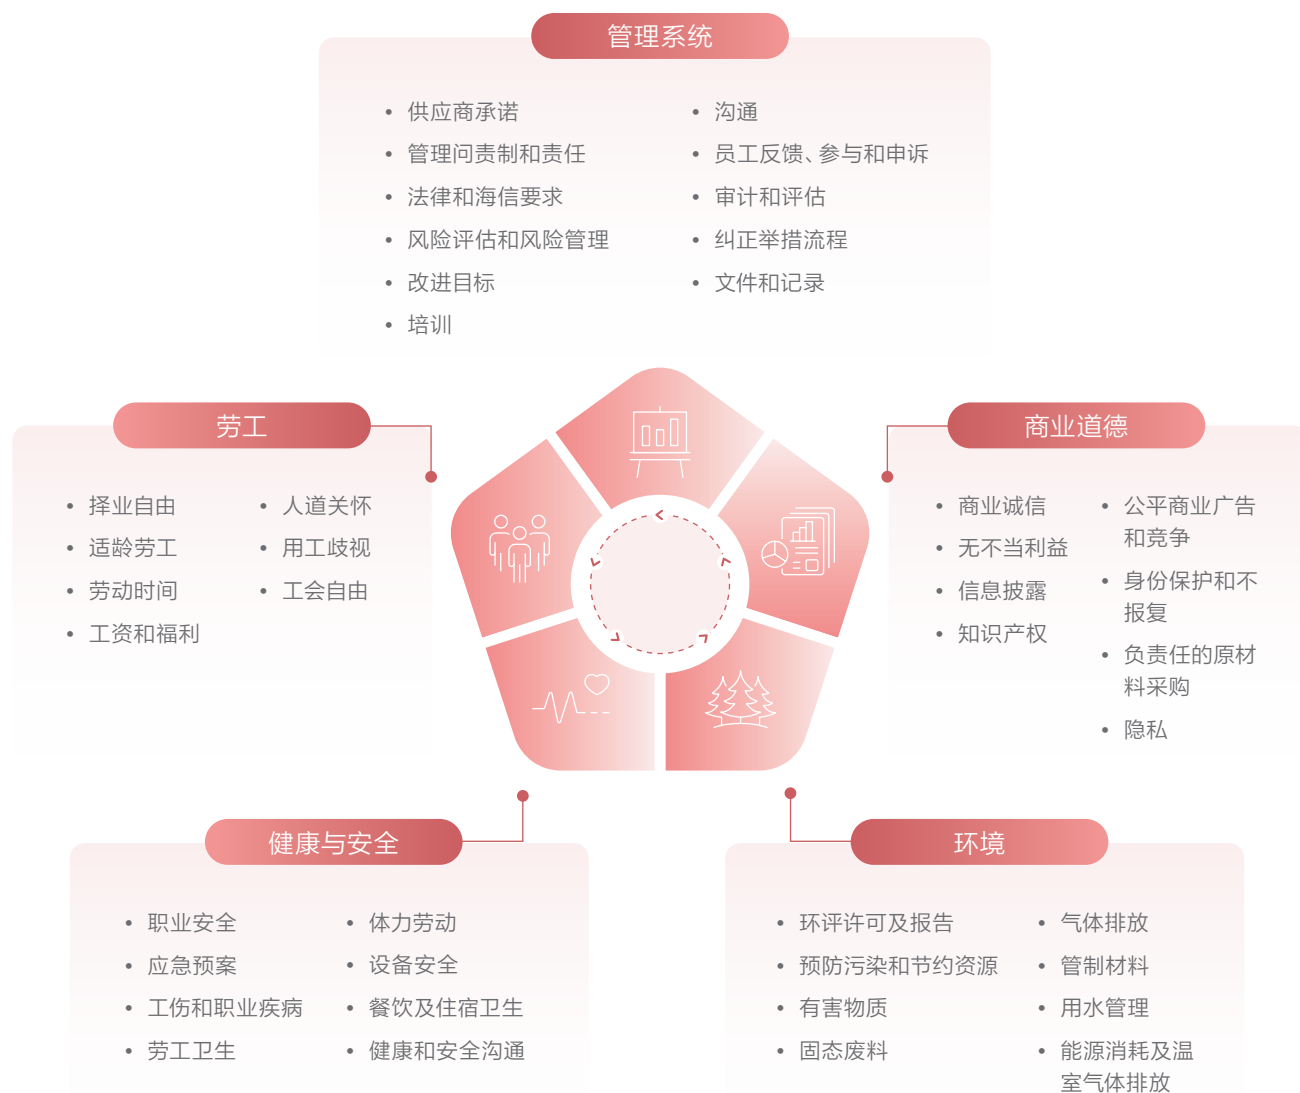 管理系统
• 供应商承诺
• 管理问责制和责任
• 法律和海信要求
• 风险评估和风险管理
• 改进目标
• 培训
• 沟通
• 员工反馈、参与和申诉
• 审计和评估
• 纠正举措流程
• 文件和记录
劳工
• 择业自由
• 适龄劳工
• 劳动时间
• 工资和福利
• 人道关怀
• 用工歧视
• 工会自由
商业道德
• 商业诚信
• 无不当利益
• 信息披露
• 知识产权
• 公平商业广告
和竞争
• 身份保护和不
报复
• 负责任的原材
料采购
• 隐私
健康与安全
• 职业安全
• 应急预案
• 工伤和职业疾病
• 劳工卫生
• 体力劳动
• 设备安全
• 餐饮及住宿卫生
• 健康和安全沟通
环境
• 环评许可及报告
• 预防污染和节约资源
• 有害物质
• 固态废料
• 气体排放
• 管制材料
• 用水管理
• 能源消耗及温
室气体排放